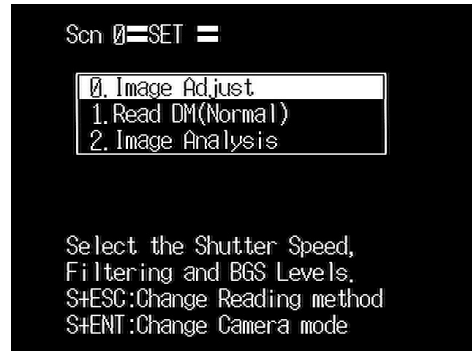 Scn 0=SET =
0. Image Adjust
1. Read DM(Normal)
2. Image Analysis
Select the Shutter Speed,
Filtering and BGS Levels.
S+ESC:Change Reading method
S+ENT:Change Camera mode